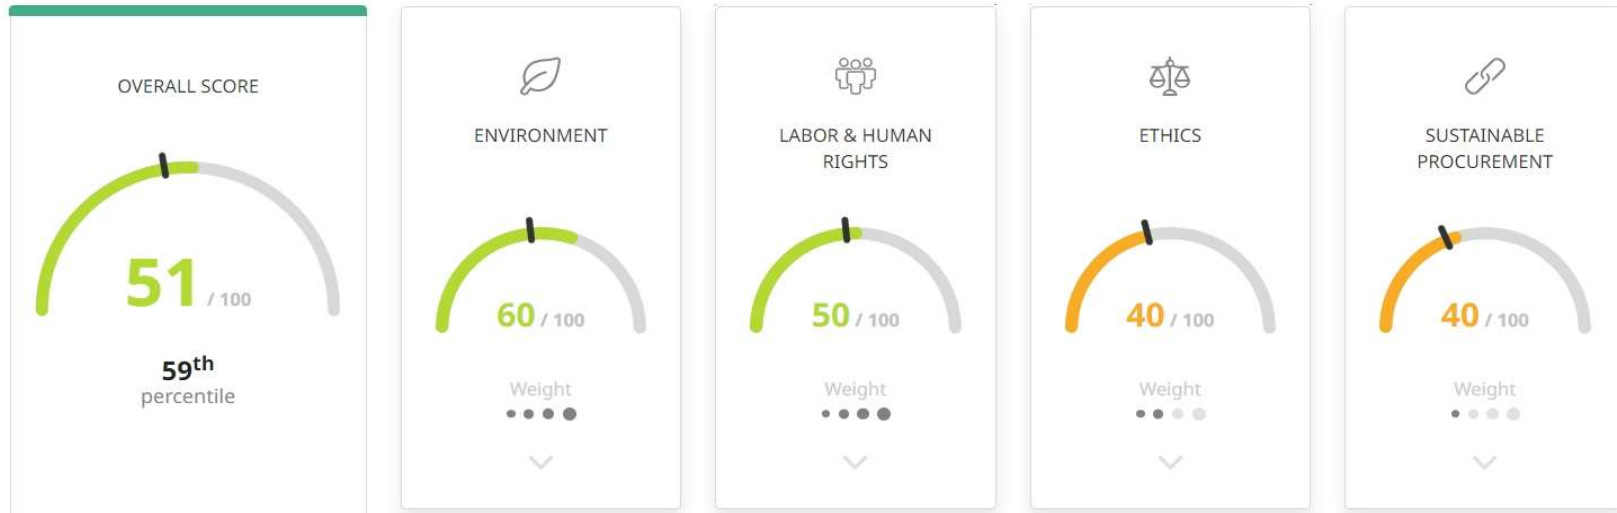 OVERALL SCORE
51 / 100
59th
percentile
ENVIRONMENT
60 / 100
Weight
LABOR & HUMAN
RIGHTS
50 / 100
Weight
ETHICS
40 / 100
Weight
SUSTAINABLE
PROCUREMENT
40 / 100
Weight